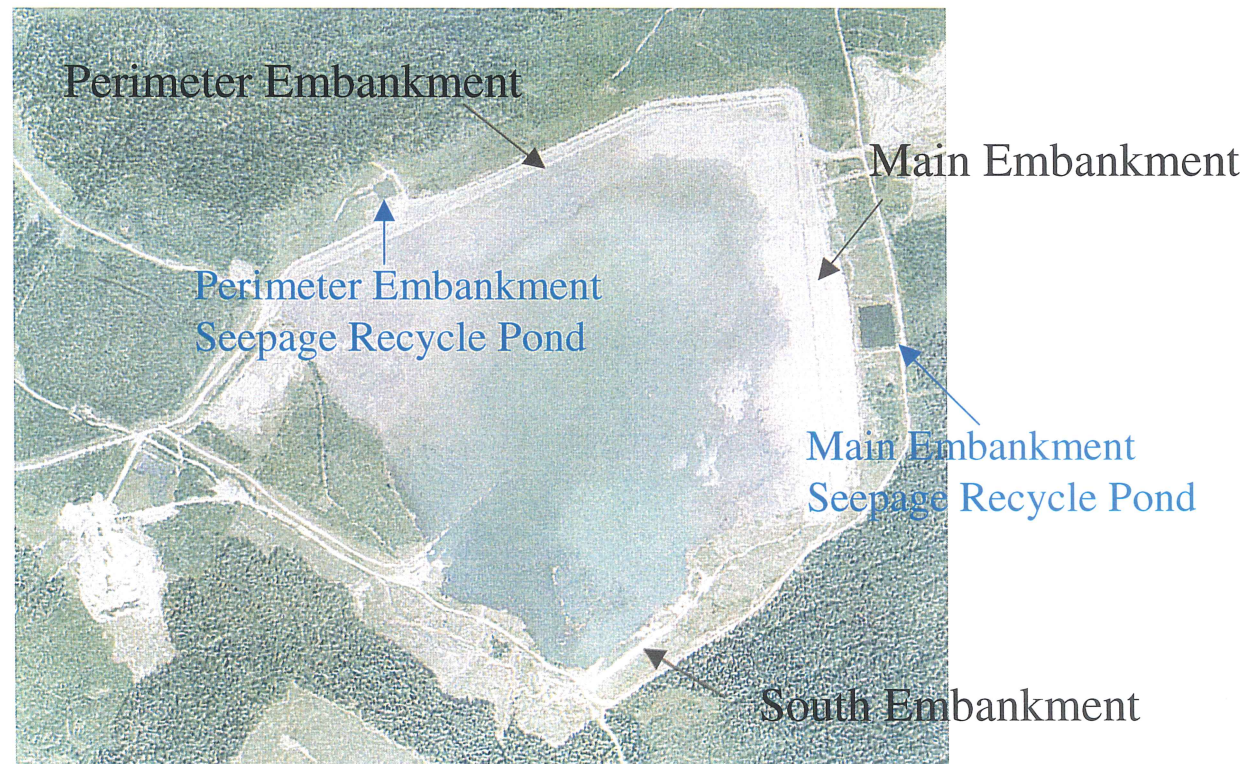 Perimeter Embankment
Main Embankment
Perimeter Embankment
Seepage Recycle Pond
Main Embankment
Seepage Recycle Pond
South Embankment